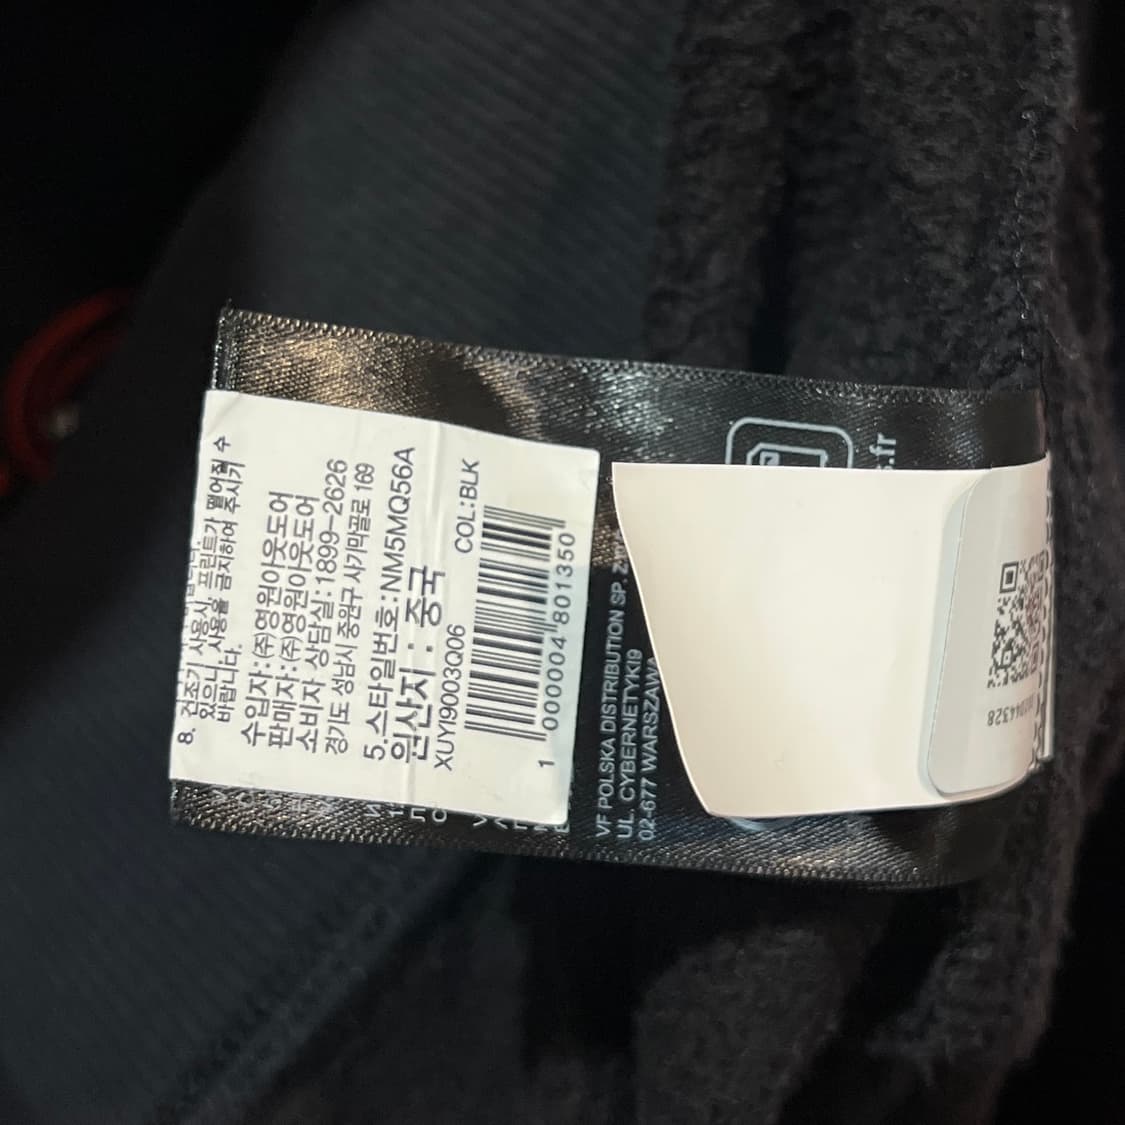 8. 건조기 사용시 프린트가 떨어질 수
있으니 사용을 금지하여 주시기
바랍니다.
수입자:(주)영원아웃도어
판매자:(주)영원아웃도어
소비자 상담실:1899-2626
경기도 성남시 중원구 사기막골로 169
5.스타일번호:NM5MQ56A
원산지 : 중국
XUYI9003Q06 COL:BLK
1 000004 801350
VF POLSKA DISTRIBUTION SP.
UL. CYBERNETYKI9
02-677 WARSZAWA
.fr